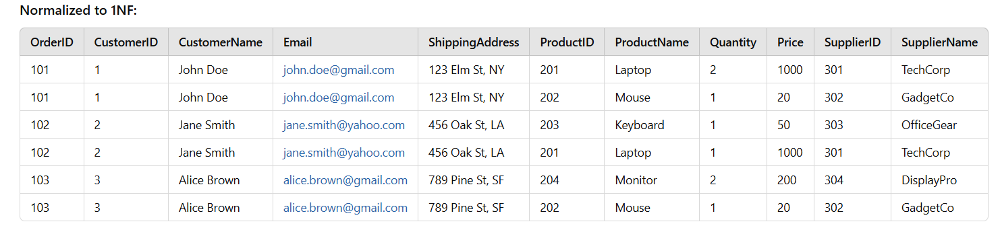 Normalized to 1NF:
OrderID CustomerID CustomerName Email ShippingAddress ProductID ProductName Quantity Price SupplierID SupplierName
101 1 John Doe john.doe@gmail.com 123 Elm St, NY 201 Laptop 2 1000 301 TechCorp
101 1 John Doe john.doe@gmail.com 123 Elm St, NY 202 Mouse 1 20 302 GadgetCo
102 2 Jane Smith jane.smith@yahoo.com 456 Oak St, LA 203 Keyboard 1 50 303 OfficeGear
102 2 Jane Smith jane.smith@yahoo.com 456 Oak St, LA 201 Laptop 1 1000 301 TechCorp
103 3 Alice Brown alice.brown@gmail.com 789 Pine St, SF 204 Monitor 2 200 304 DisplayPro
103 3 Alice Brown alice.brown@gmail.com 789 Pine St, SF 202 Mouse 1 20 302 GadgetCo